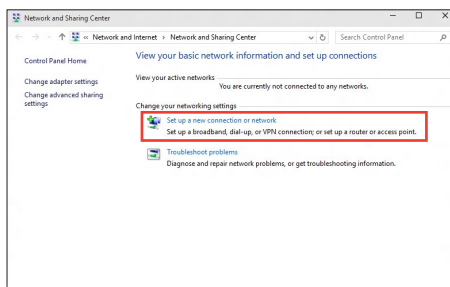 Network and Sharing Center
« Network and Internet › Network and Sharing Center
Search Control Panel
Control Panel Home
Change adapter settings
Change advanced sharing
settings
View your basic network information and set up connections
View your active networks
You are currently not connected to any networks.
Change your networking settings
Set up a new connection or network
Set up a broadband, dial-up, or VPN connection; or set up a router or access point.
Troubleshoot problems
Diagnose and repair network problems, or get troubleshooting information.